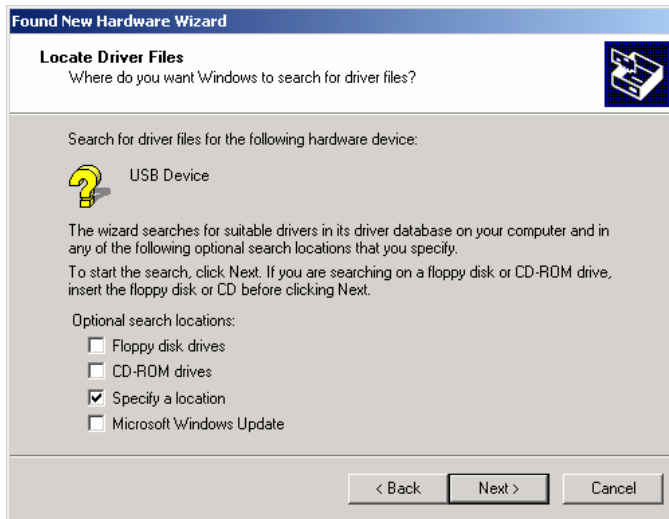 Found New Hardware Wizard
Locate Driver Files
Where do you want Windows to search for driver files?
Search for driver files for the following hardware device:
USB Device
The wizard searches for suitable drivers in its driver database on your computer and in
any of the following optional search locations that you specify.
To start the search, click Next. If you are searching on a floppy disk or CD-ROM drive,
insert the floppy disk or CD before clicking Next.
Optional search locations:
Floppy disk drives
CD-ROM drives
Specify a location
Microsoft Windows Update
< Back Next > Cancel